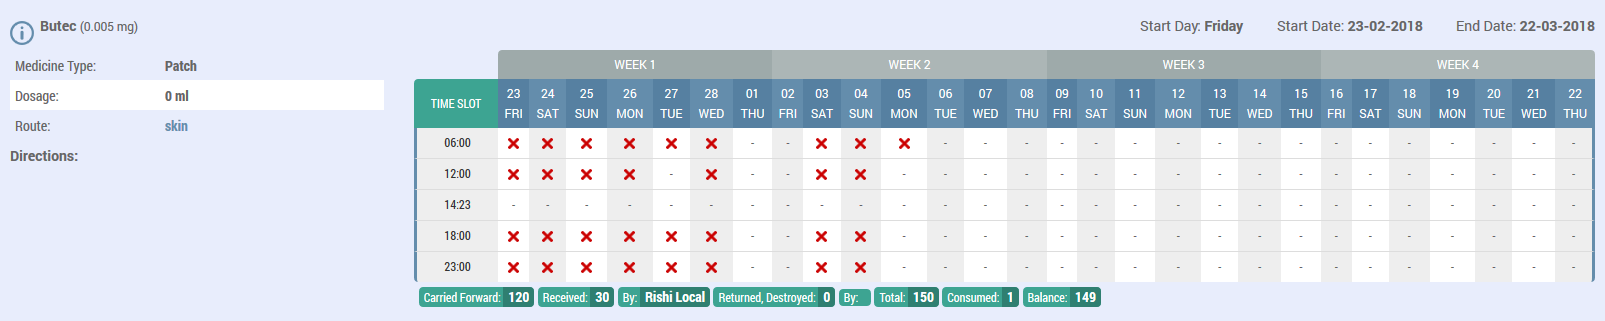 Butec (0.005 mg)
Start Day: Friday Start Date: 23-02-2018 End Date: 22-03-2018
Medicine Type: Patch
Dosage: 0 ml
Route: skin
Directions:
WEEK 1 WEEK 2 WEEK 3 WEEK 4
TIME SLOT
23 24 25 26 27 28 01 02 03 04 05 06 07 08 09 10 11 12 13 14 15 16 17 18 19 20 21 22
FRI SAT SUN MON TUE WED THU FRI SAT SUN MON TUE WED THU FRI SAT SUN MON TUE WED THU FRI SAT SUN MON TUE WED THU
06:00 - - - - - - - - - - - - - - - - - - -
12:00 - - - - - - - - - - - - - - - - - - - - -
14:23 - - - - - - - - - - - - - - - - - - - - - - - - - - - -
18:00 - - - - - - - - - - - - - - - - - - - -
23:00 - - - - - - - - - - - - - - - - - - - -
Carried Forward: 120 Received: 30 By: Rishi Local Returned, Destroyed: 0 By: Total: 150 Consumed: 1 Balance: 149